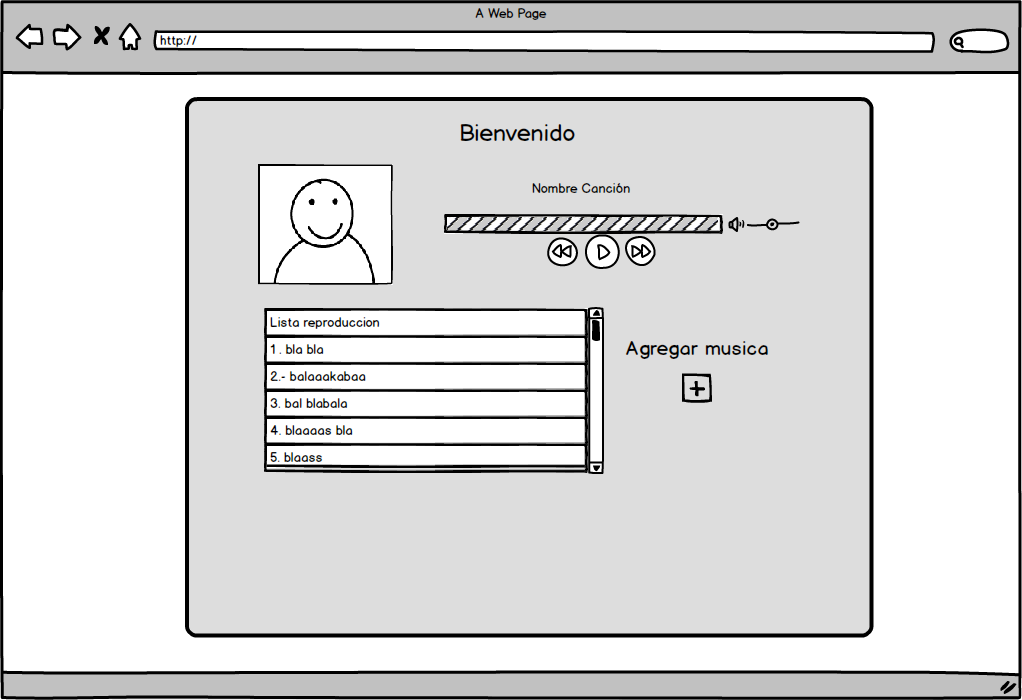 A Web Page
http://
Bienvenido
Nombre Canción
Lista reproduccion
1. bla bla
2.- balaaakabaa
3. bal blabala
4. blaaaas bla
5. blaass
Agregar musica